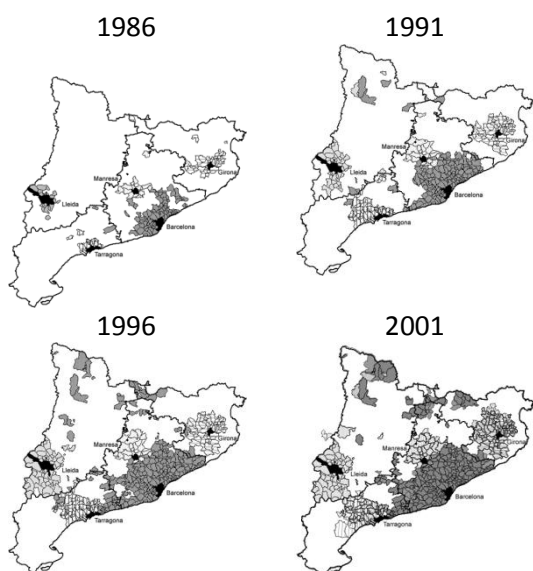 1986
1991
Manresa
Girona
Lleida
Barcelona
Tarragona
Manresa
Girona
Lleida
Barcelona
Tarragona
1996
2001
Manresa
Girona
Lleida
Barcelona
Tarragona
Manresa
Girona
Lleida
Barcelona
Tarragona